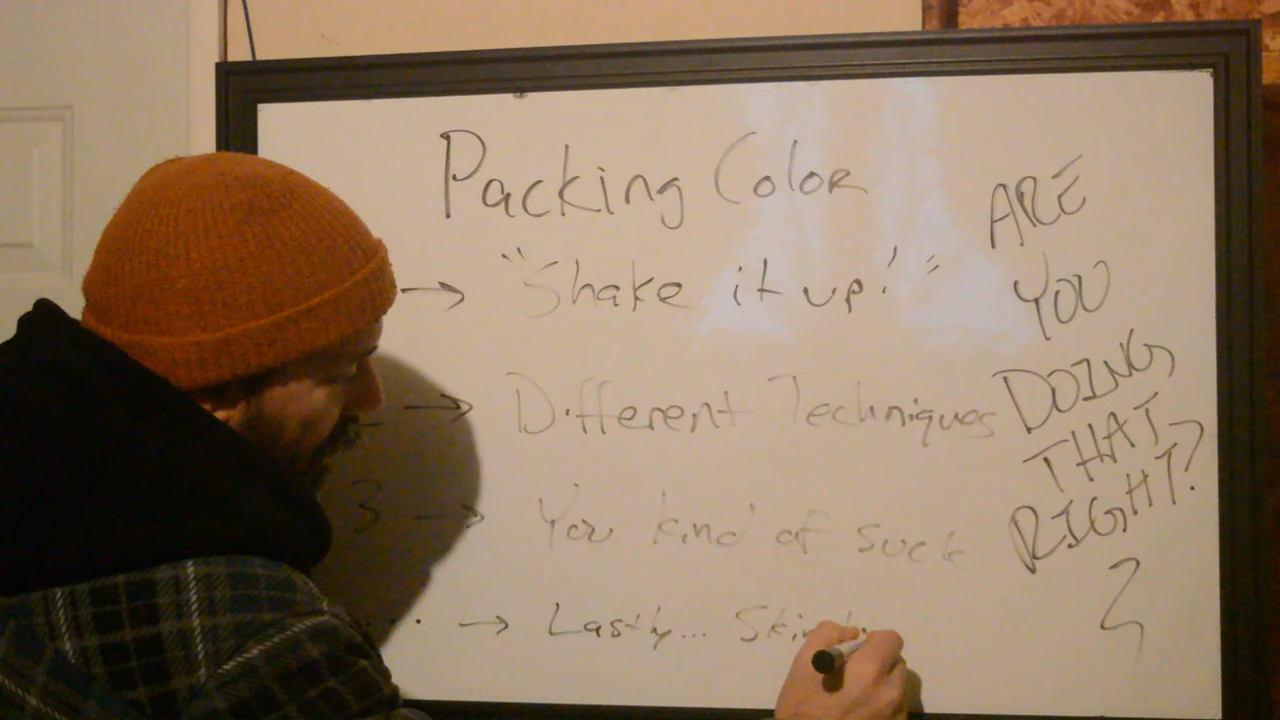 Packing Color
→ "Shake it up!"
→ Different Techniques
3 → You kind of suck
... → Lastly...
ARE
YOU
DOING
THAT
RIGHT?